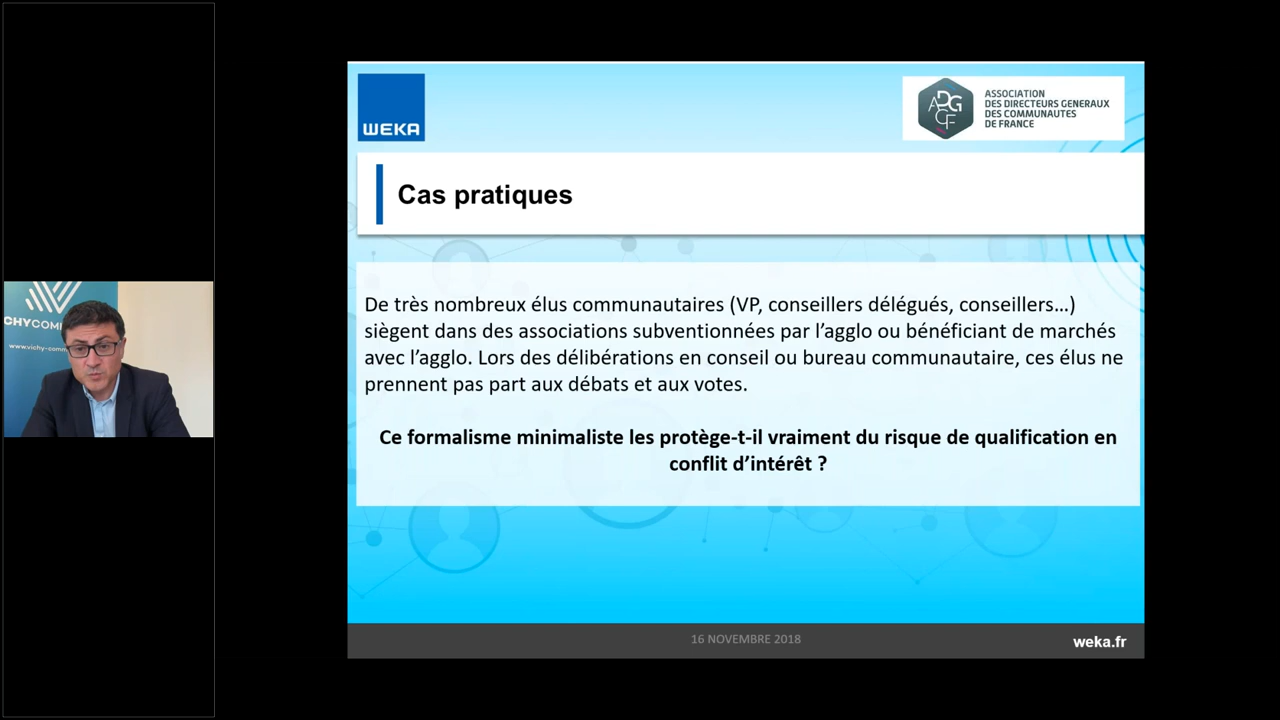 WEKA
ADGCF
ASSOCIATION
DES DIRECTEURS GENERAUX
DES COMMUNAUTES
DE FRANCE
Cas pratiques
De très nombreux élus communautaires (VP, conseillers délégués, conseillers...)
siègent dans des associations subventionnées par l'agglo ou bénéficiant de marchés
avec l'agglo. Lors des délibérations en conseil ou bureau communautaire, ces élus ne
prennent pas part aux débats et aux votes.
Ce formalisme minimaliste les protège-t-il vraiment du risque de qualification en
conflit d'intérêt ?
CHYCOM
www.vichy-comm
16 NOVEMBRE 2018
weka.fr